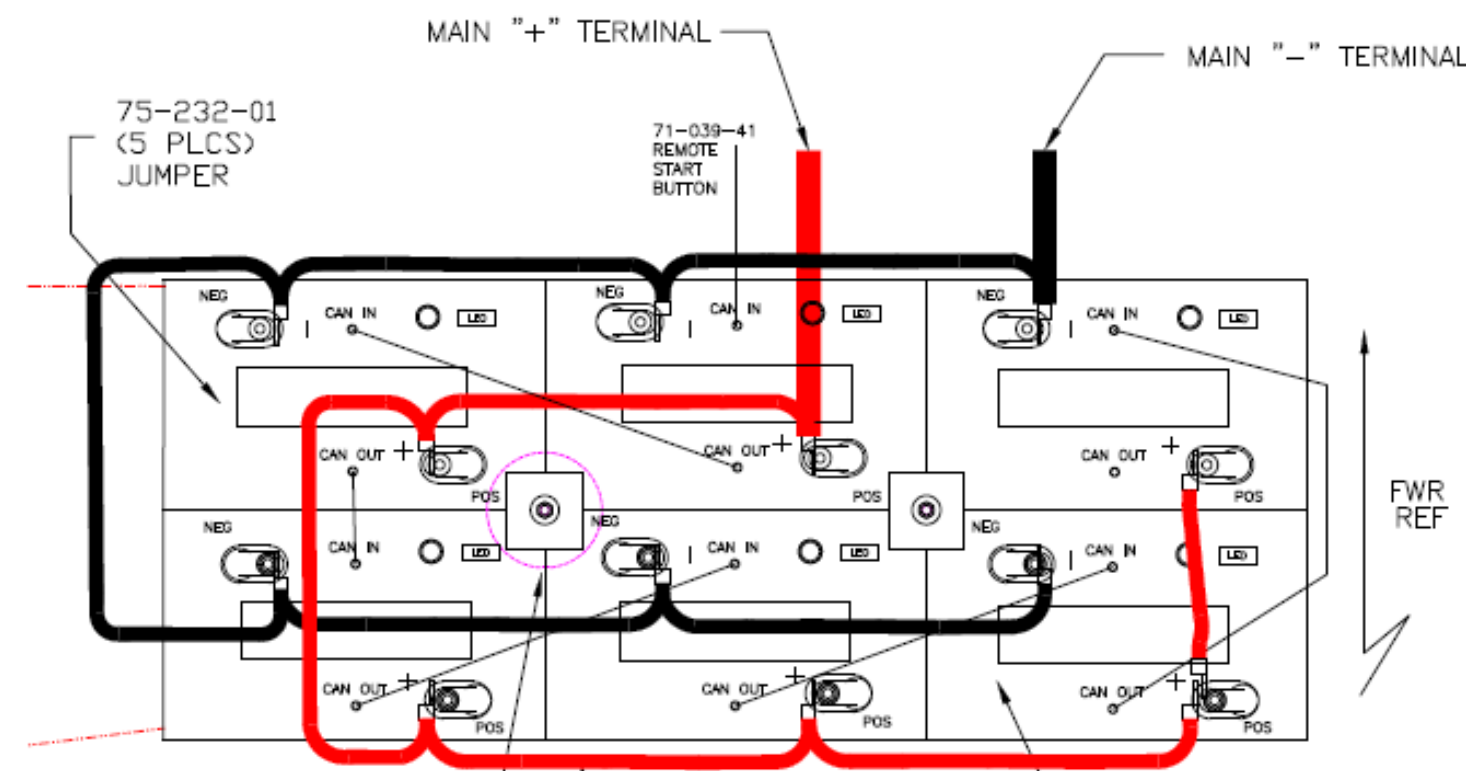 MAIN "+" TERMINAL
MAIN "-" TERMINAL
75-232-01
(5 PLCS)
JUMPER
71-039-41
REMOTE
START
BUTTON
NEG
CAN IN
LED
NEG
CAN IN
LED
NEG
CAN IN
LED
CAN OUT +
POS
CAN OUT +
POS
CAN OUT +
POS
FWR
REF
NEG
CAN IN
LED
NEG
CAN IN
LED
NEG
CAN IN
LED
CAN OUT +
POS
CAN OUT +
POS
CAN OUT +
POS